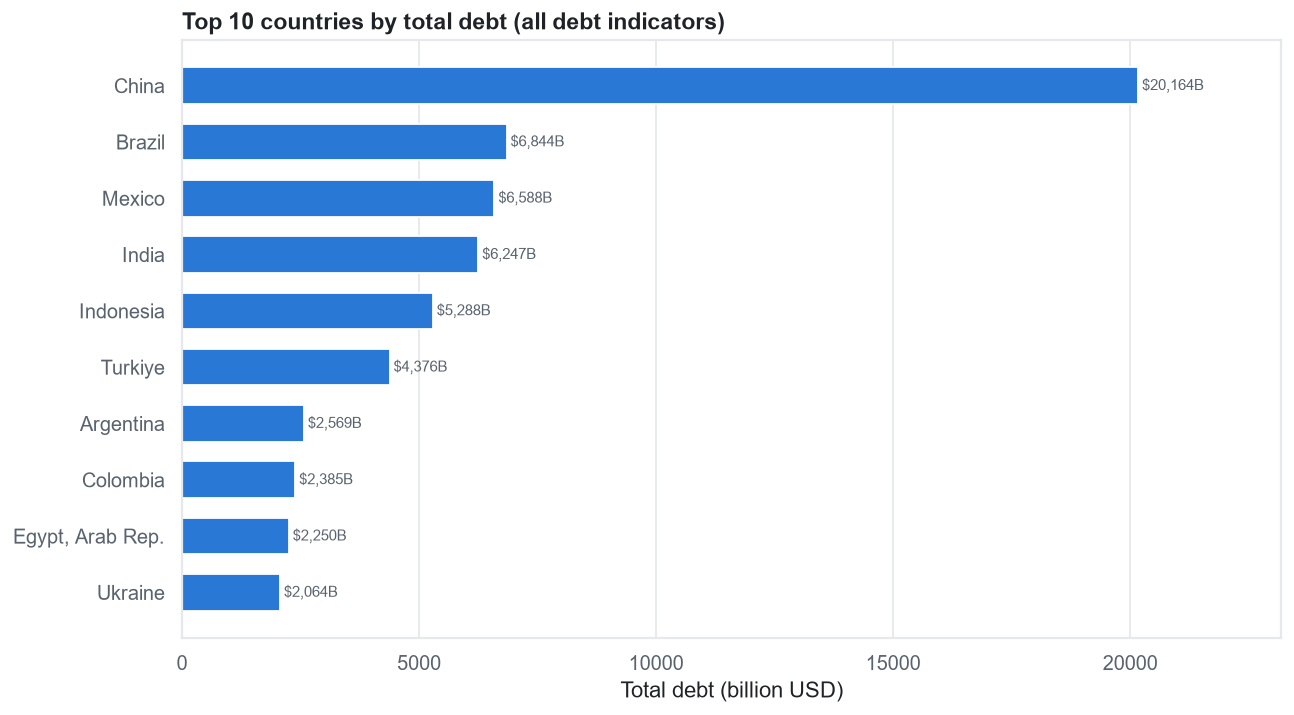 Top 10 countries by total debt (all debt indicators)
China
$20,164B
Brazil
$6,844B
Mexico
$6,588B
India
$6,247B
Indonesia
$5,288B
Turkiye
$4,376B
Argentina
$2,569B
Colombia
$2,385B
Egypt, Arab Rep.
$2,250B
Ukraine
$2,064B
0 5000 10000 15000 20000
Total debt (billion USD)